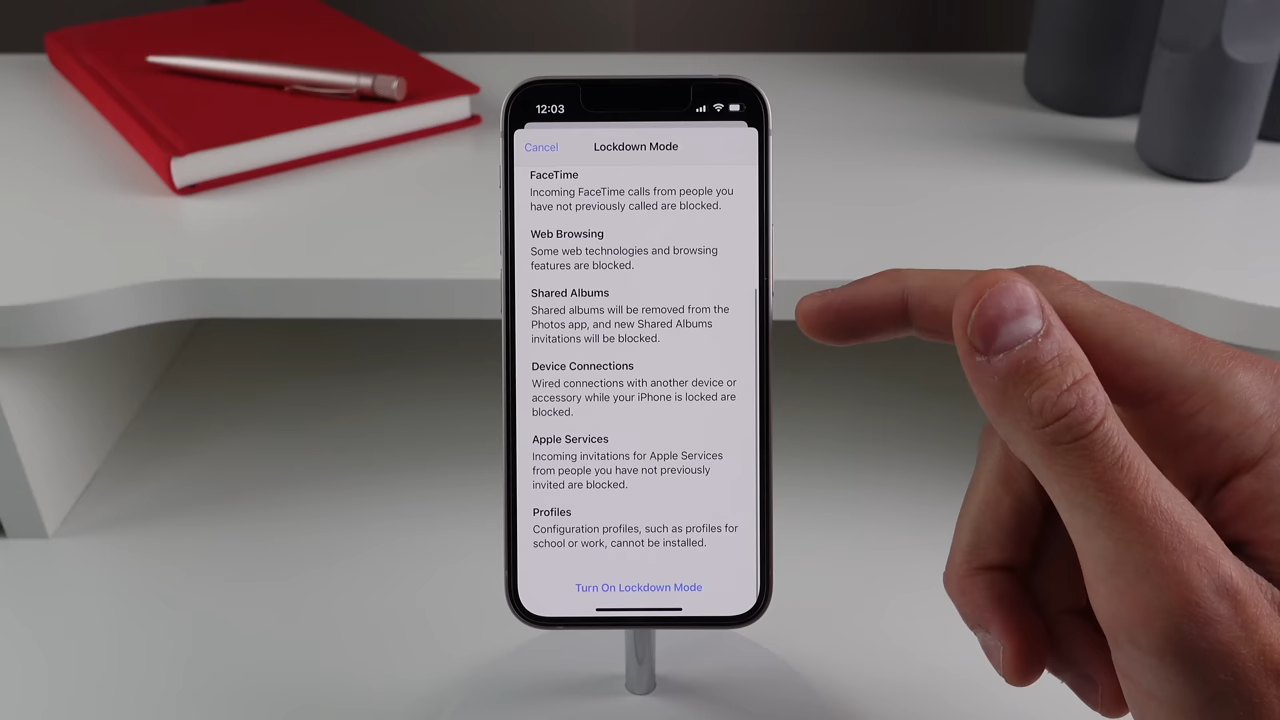 12:03
Cancel
Lockdown Mode
FaceTime
Incoming FaceTime calls from people you
have not previously called are blocked.
Web Browsing
Some web technologies and browsing
features are blocked.
Shared Albums
Shared albums will be removed from the
Photos app, and new Shared Albums
invitations will be blocked.
Device Connections
Wired connections with another device or
accessory while your iPhone is locked are
blocked.
Apple Services
Incoming invitations for Apple Services
from people you have not previously
invited are blocked.
Profiles
Configuration profiles, such as profiles for
school or work, cannot be installed.
Turn On Lockdown Mode